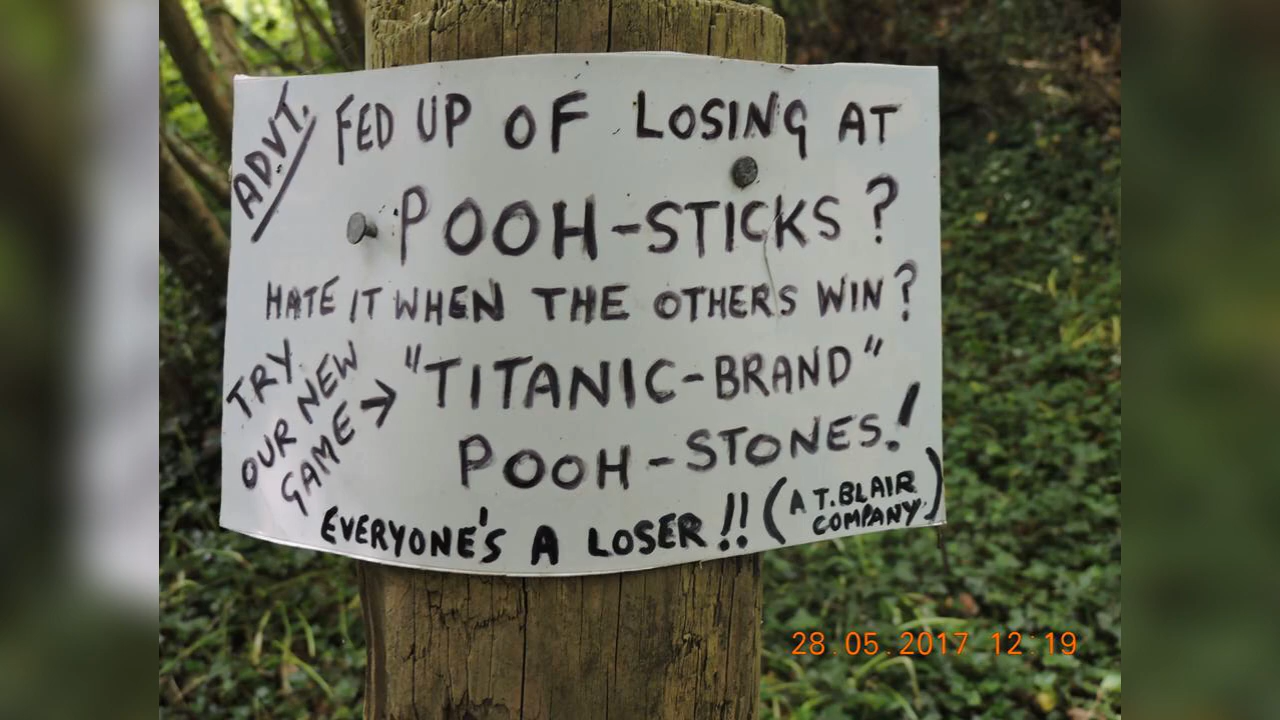 ADVT. FED UP OF LOSING AT
POOH-STICKS?
HATE IT WHEN THE OTHERS WIN?
TRY
OUR NEW
GAME → "TITANIC-BRAND"
POOH-STONES!
EVERYONE'S A LOSER!! (A T. BLAIR
COMPANY.)
28.05.2017 12:19